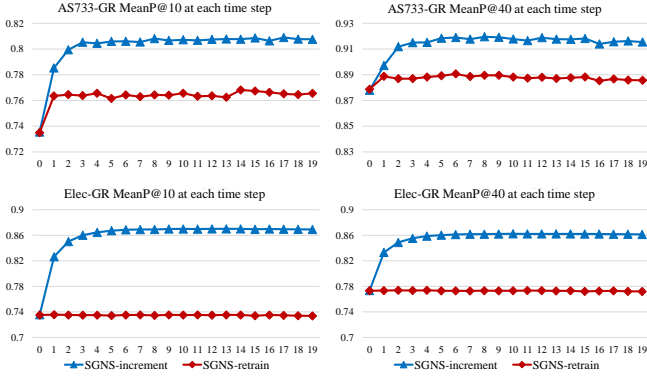 AS733-GR MeanP@10 at each time step
0.82
0.8
0.78
0.76
0.74
0.72
0 1 2 3 4 5 6 7 8 9 10 11 12 13 14 15 16 17 18 19
AS733-GR MeanP@40 at each time step
0.93
0.91
0.89
0.87
0.85
0.83
0 1 2 3 4 5 6 7 8 9 10 11 12 13 14 15 16 17 18 19
Elec-GR MeanP@10 at each time step
0.9
0.86
0.82
0.78
0.74
0.7
0 1 2 3 4 5 6 7 8 9 10 11 12 13 14 15 16 17 18 19
SGNS-increment SGNS-retrain
Elec-GR MeanP@40 at each time step
0.9
0.86
0.82
0.78
0.74
0.7
0 1 2 3 4 5 6 7 8 9 10 11 12 13 14 15 16 17 18 19
SGNS-increment SGNS-retrain